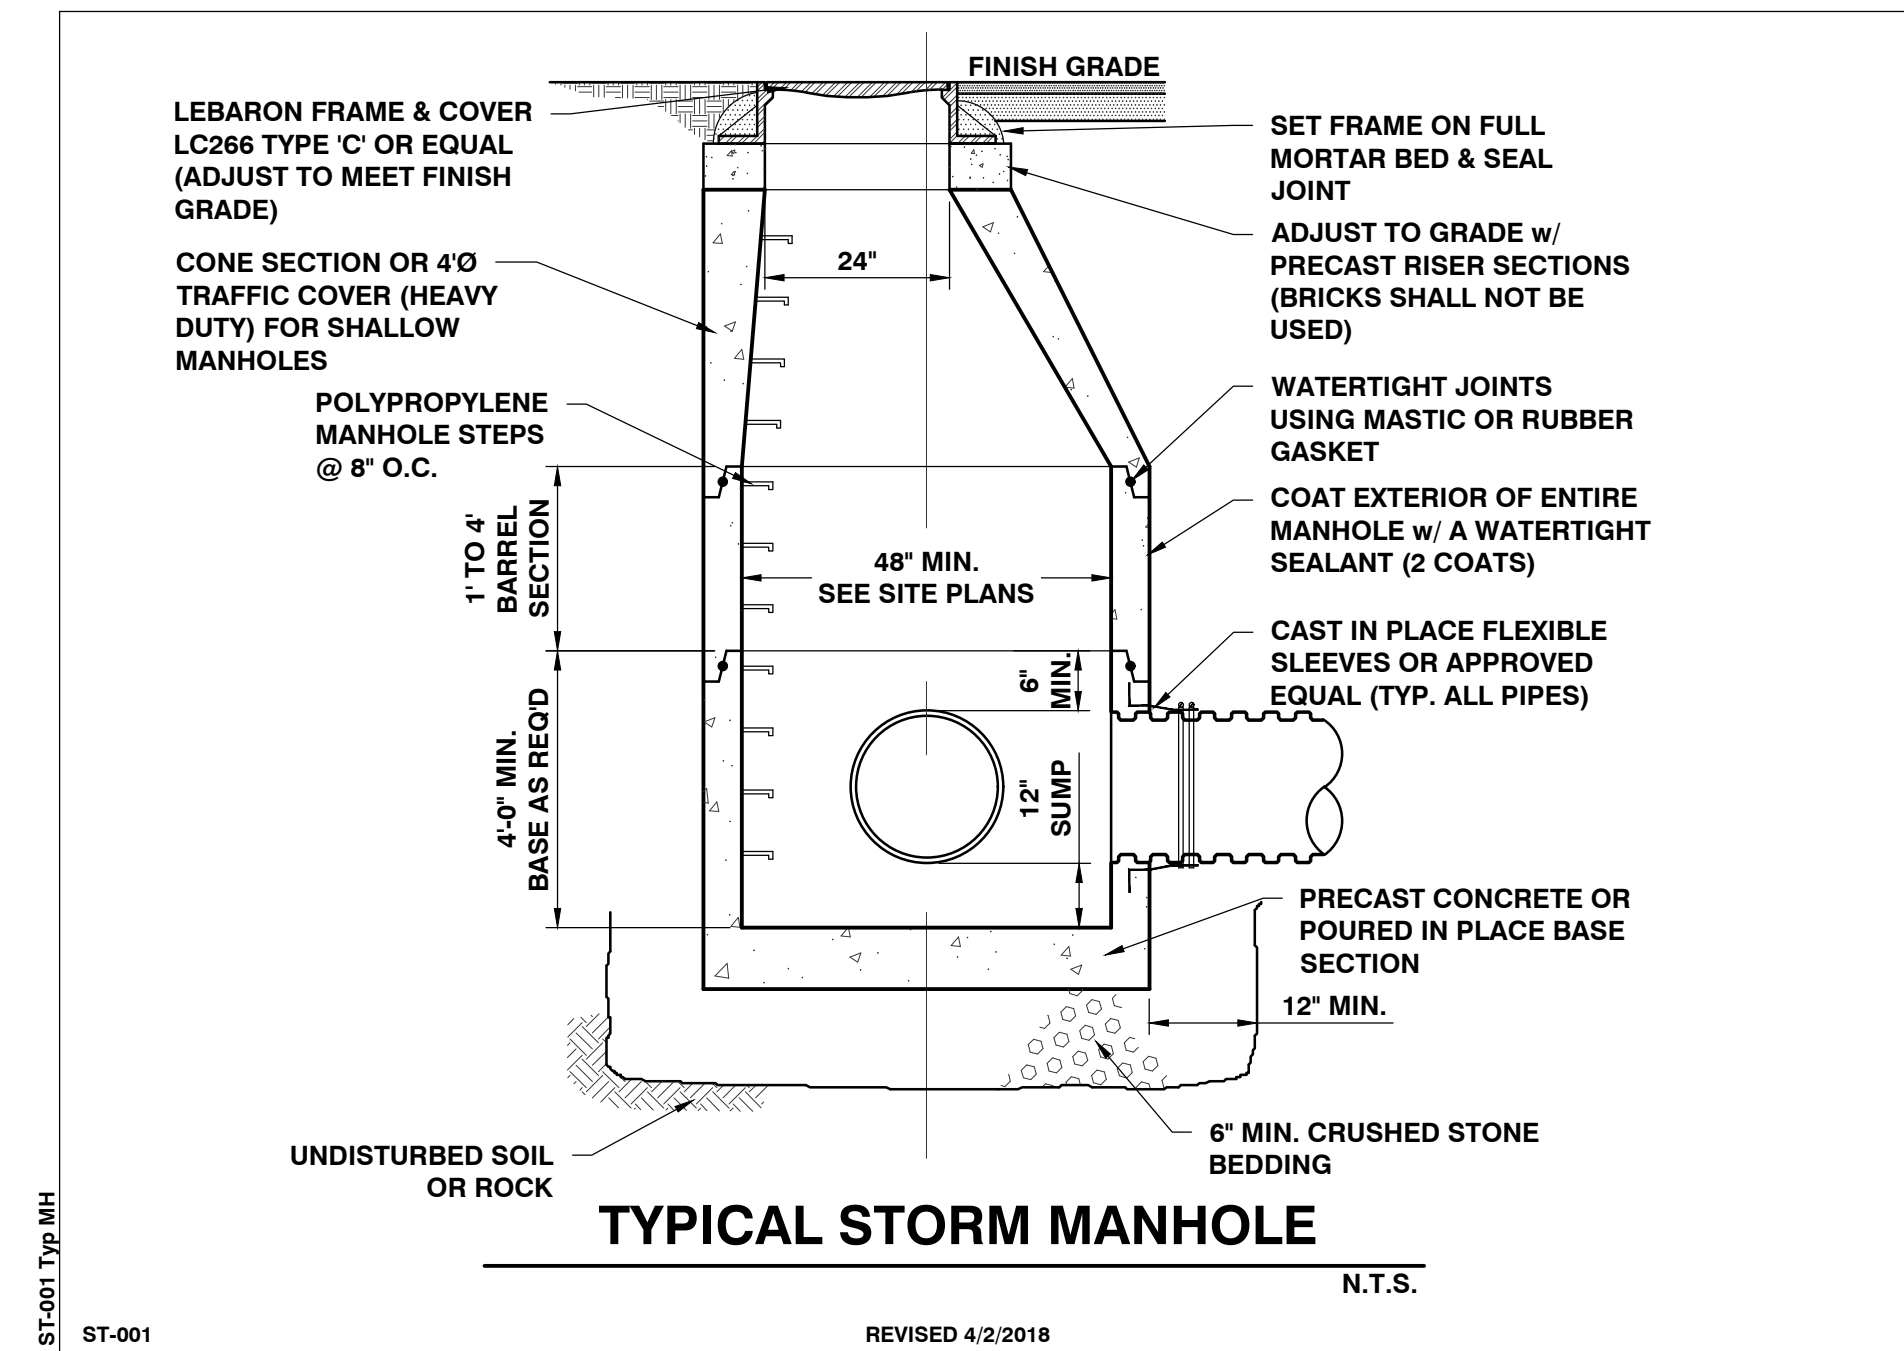 FINISH GRADE
LEBARON FRAME & COVER
LC266 TYPE 'C' OR EQUAL
(ADJUST TO MEET FINISH
GRADE)
CONE SECTION OR 4'Ø
TRAFFIC COVER (HEAVY
DUTY) FOR SHALLOW
MANHOLES
POLYPROPYLENE
MANHOLE STEPS
@ 8" O.C.
1' TO 4'
BARREL
SECTION
4'-0" MIN.
BASE AS REQ'D
24"
48" MIN.
SEE SITE PLANS
6"
MIN.
12"
SUMP
SET FRAME ON FULL
MORTAR BED & SEAL
JOINT
ADJUST TO GRADE w/
PRECAST RISER SECTIONS
(BRICKS SHALL NOT BE
USED)
WATERTIGHT JOINTS
USING MASTIC OR RUBBER
GASKET
COAT EXTERIOR OF ENTIRE
MANHOLE w/ A WATERTIGHT
SEALANT (2 COATS)
CAST IN PLACE FLEXIBLE
SLEEVES OR APPROVED
EQUAL (TYP. ALL PIPES)
PRECAST CONCRETE OR
POURED IN PLACE BASE
SECTION
12" MIN.
6" MIN. CRUSHED STONE
BEDDING
UNDISTURBED SOIL
OR ROCK
TYPICAL STORM MANHOLE
N.T.S.
ST-001 Typ MH
ST-001
REVISED 4/2/2018